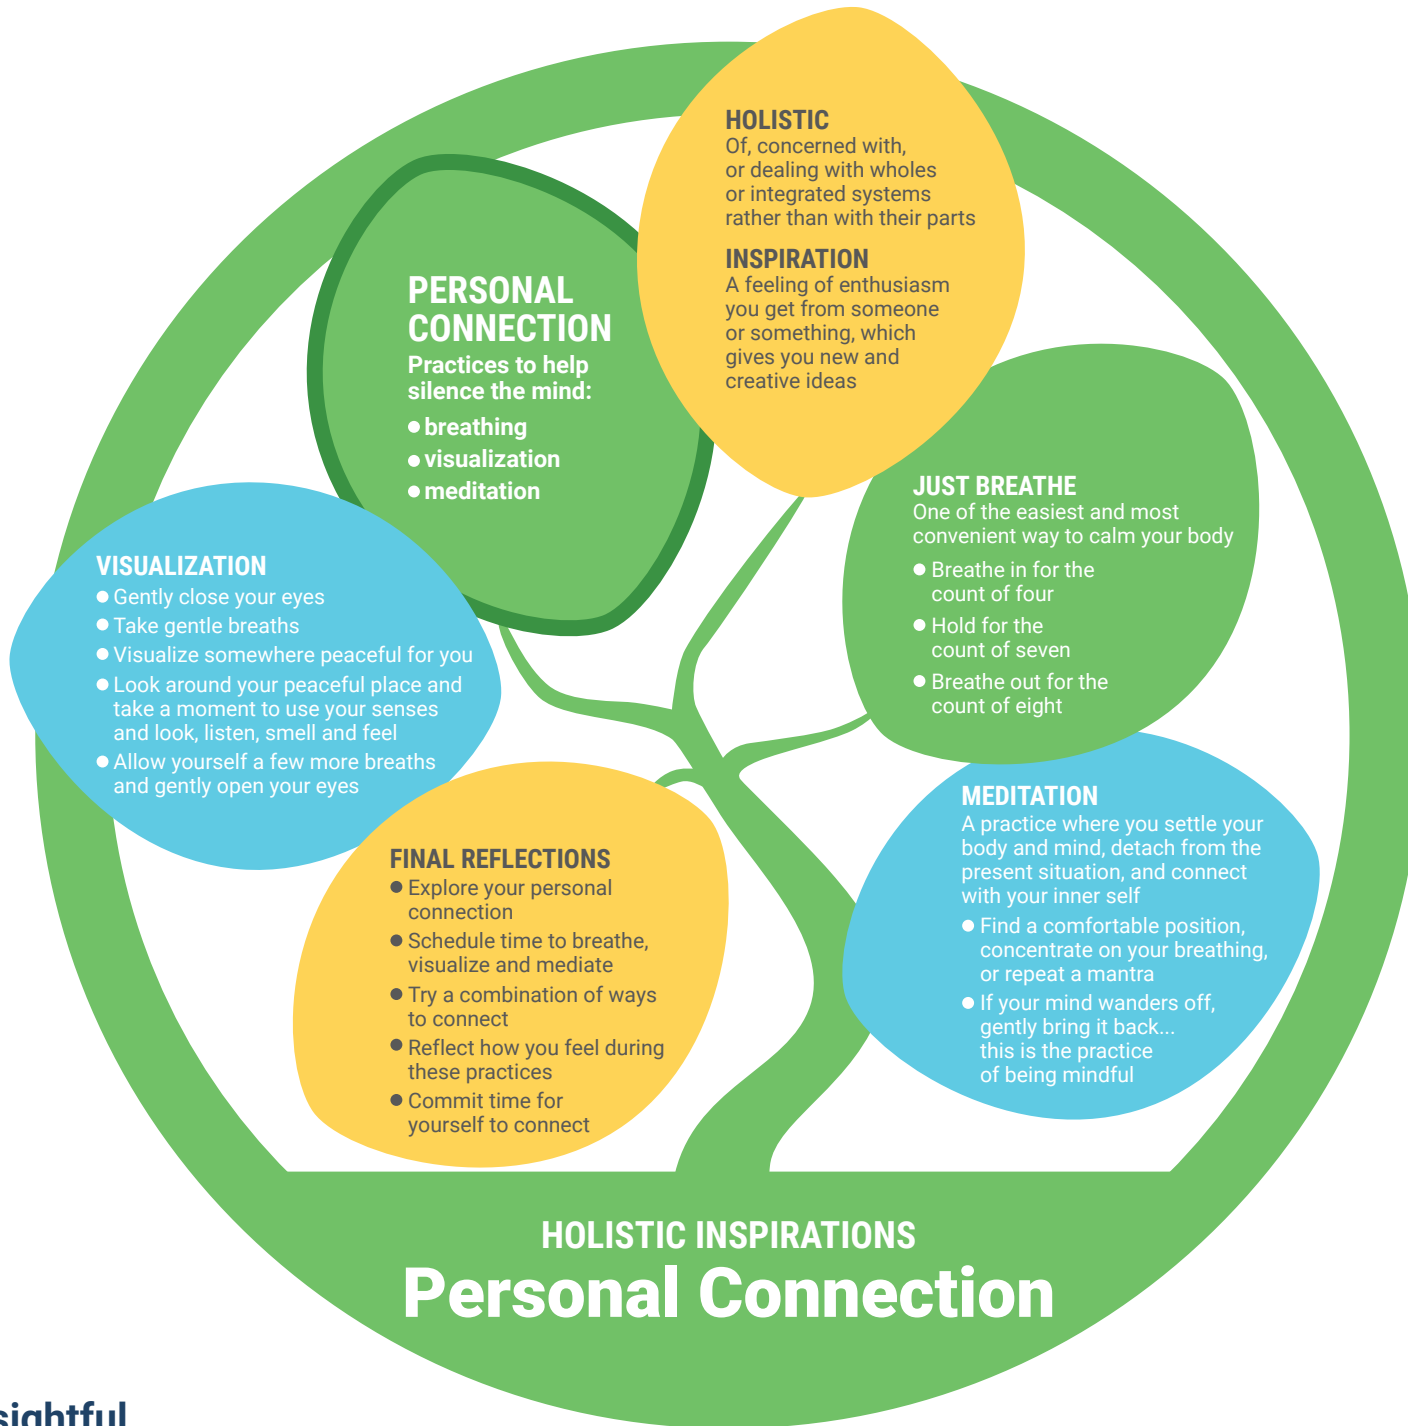 HOLISTIC
Of, concerned with,
or dealing with wholes
or integrated systems
rather than with their parts
INSPIRATION
A feeling of enthusiasm
you get from someone
or something, which
gives you new and
creative ideas
PERSONAL
CONNECTION
Practices to help
silence the mind:
● breathing
● visualization
● meditation
JUST BREATHE
One of the easiest and most
convenient way to calm your body
● Breathe in for the
count of four
● Hold for the
count of seven
● Breathe out for the
count of eight
VISUALIZATION
● Gently close your eyes
● Take gentle breaths
● Visualize somewhere peaceful for you
● Look around your peaceful place and
take a moment to use your senses
and look, listen, smell and feel
● Allow yourself a few more breaths
and gently open your eyes
MEDITATION
A practice where you settle your
body and mind, detach from the
present situation, and connect
with your inner self
● Find a comfortable position,
concentrate on your breathing,
or repeat a mantra
● If your mind wanders off,
gently bring it back...
this is the practice
of being mindful
FINAL REFLECTIONS
● Explore your personal
connection
● Schedule time to breathe,
visualize and mediate
● Try a combination of ways
to connect
● Reflect how you feel during
these practices
● Commit time for
yourself to connect
HOLISTIC INSPIRATIONS
Personal Connection